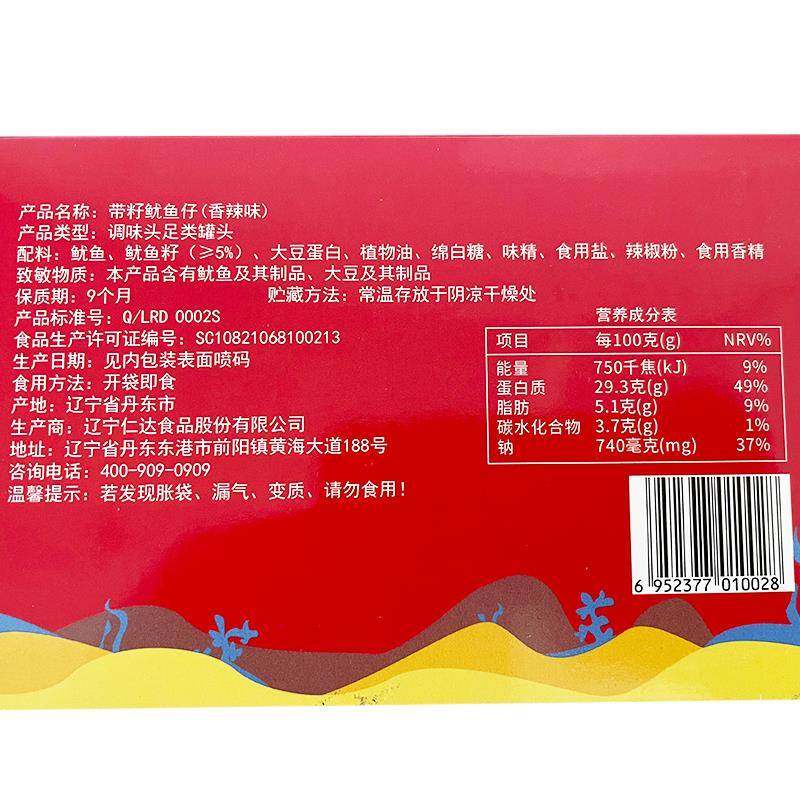 产品名称：带籽鱿鱼仔(香辣味)
产品类型：调味头足类罐头
配料：鱿鱼、鱿鱼籽（≥5%）、大豆蛋白、植物油、绵白糖、味精、食用盐、辣椒粉、食用香精
致敏物质：本产品含有鱿鱼及其制品、大豆及其制品
保质期：9个月 贮藏方法：常温存放于阴凉干燥处
产品标准号：Q/LRD 0002S
食品生产许可证编号：SC10821068100213
生产日期：见内包装表面喷码
食用方法：开袋即食
产地：辽宁省丹东市
生产商：辽宁仁达食品股份有限公司
地址：辽宁省丹东东港市前阳镇黄海大道188号
咨询电话：400-909-0909
温馨提示：若发现胀袋、漏气、变质、请勿食用！
营养成分表
项目 每100克(g) NRV%
能量 750千焦(kJ) 9%
蛋白质 29.3克(g) 49%
脂肪 5.1克(g) 9%
碳水化合物 3.7克(g) 1%
钠 740毫克(mg) 37%
6 952377 010028